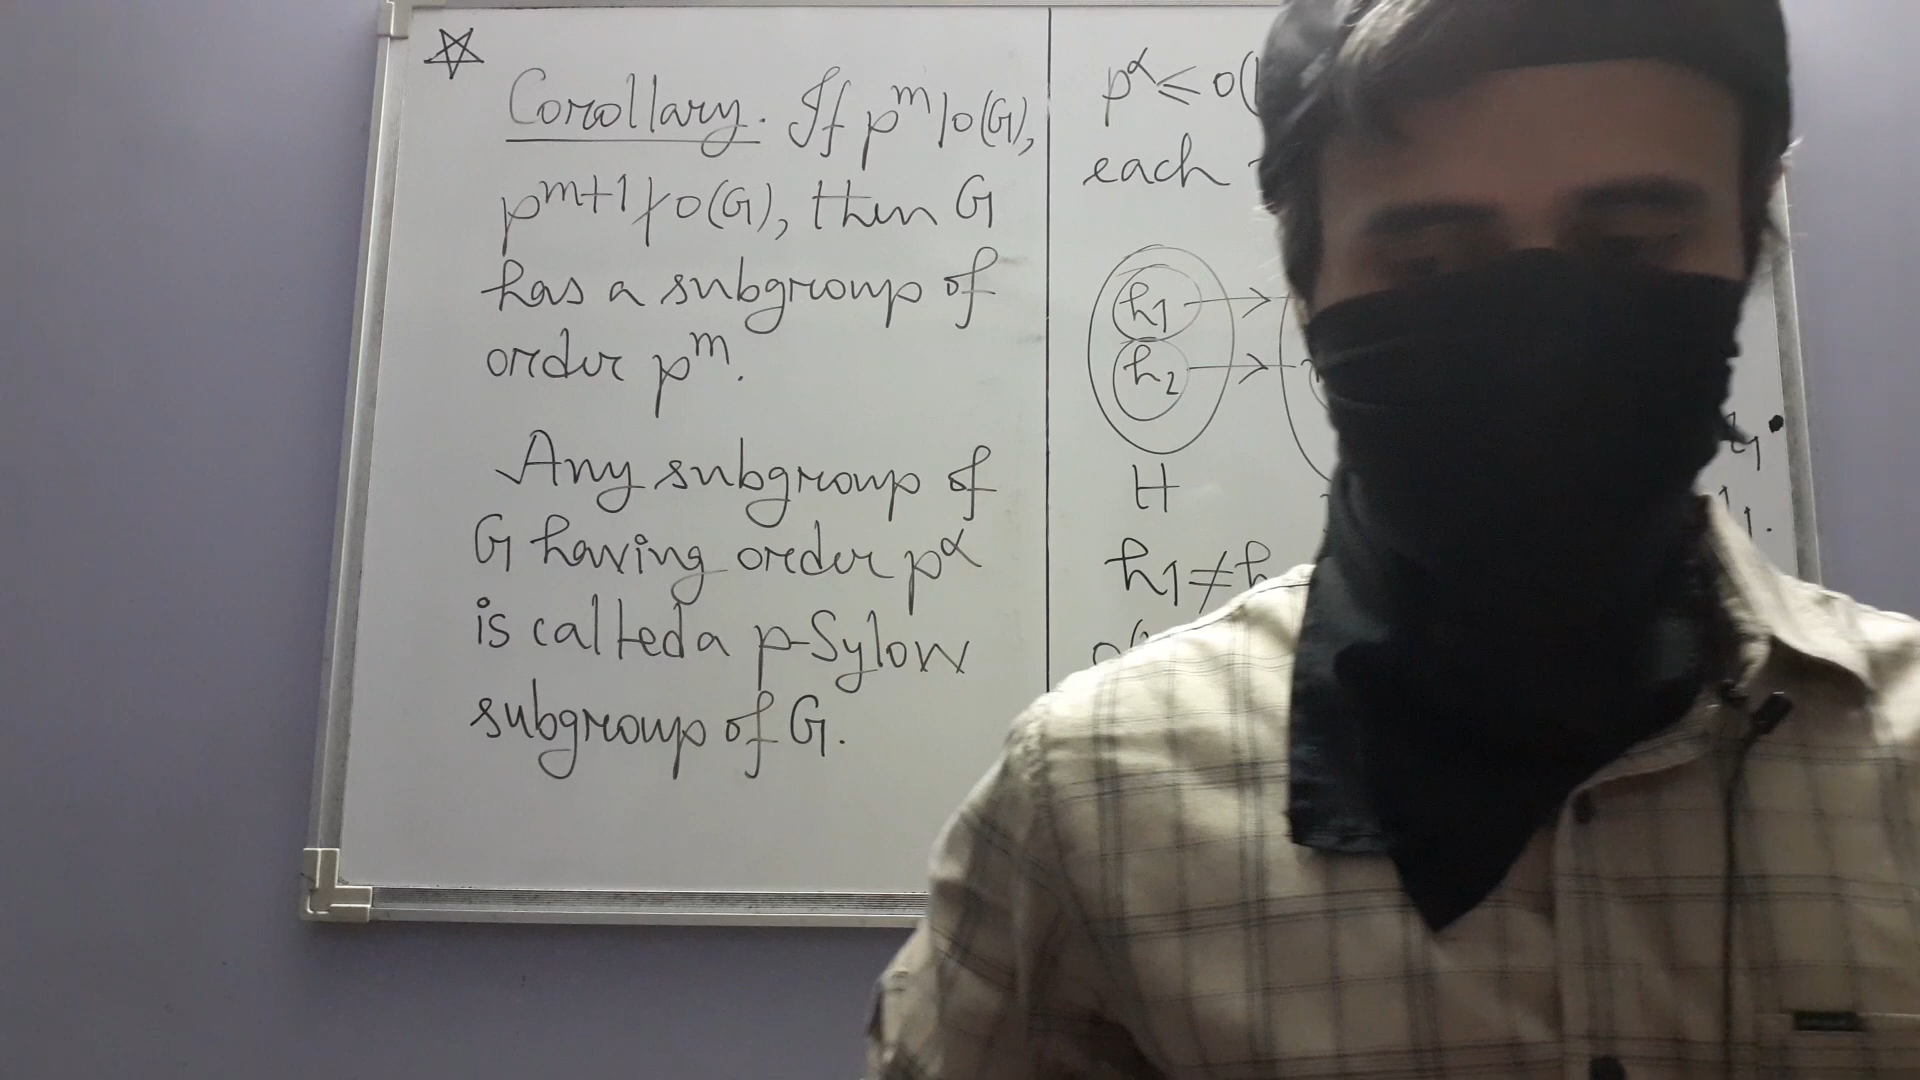 Corollary. If p^m | o(G),
p^{m+1} ∤ o(G), then G
has a subgroup of
order p^m.
Any subgroup of
G having order p^α
is called a p-Sylow
subgroup of G.
p^α ≤ o(
each
h₁
h₂
H
h₁ ≠ h